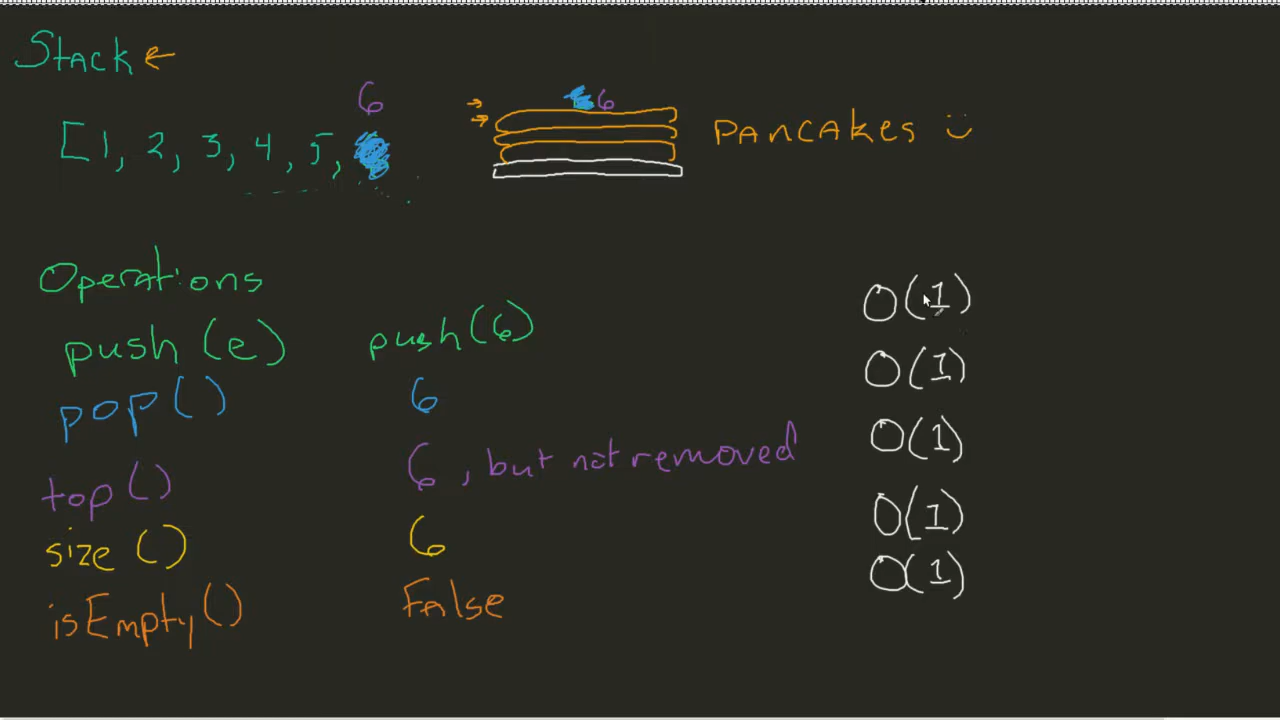 Stack ←
6
[1, 2, 3, 4, 5,
6
PANCAKES
Operations
push (e) push(6) O(1)
pop() 6 O(1)
top() 6, but not removed O(1)
size () 6 O(1)
isEmpty() False O(1)